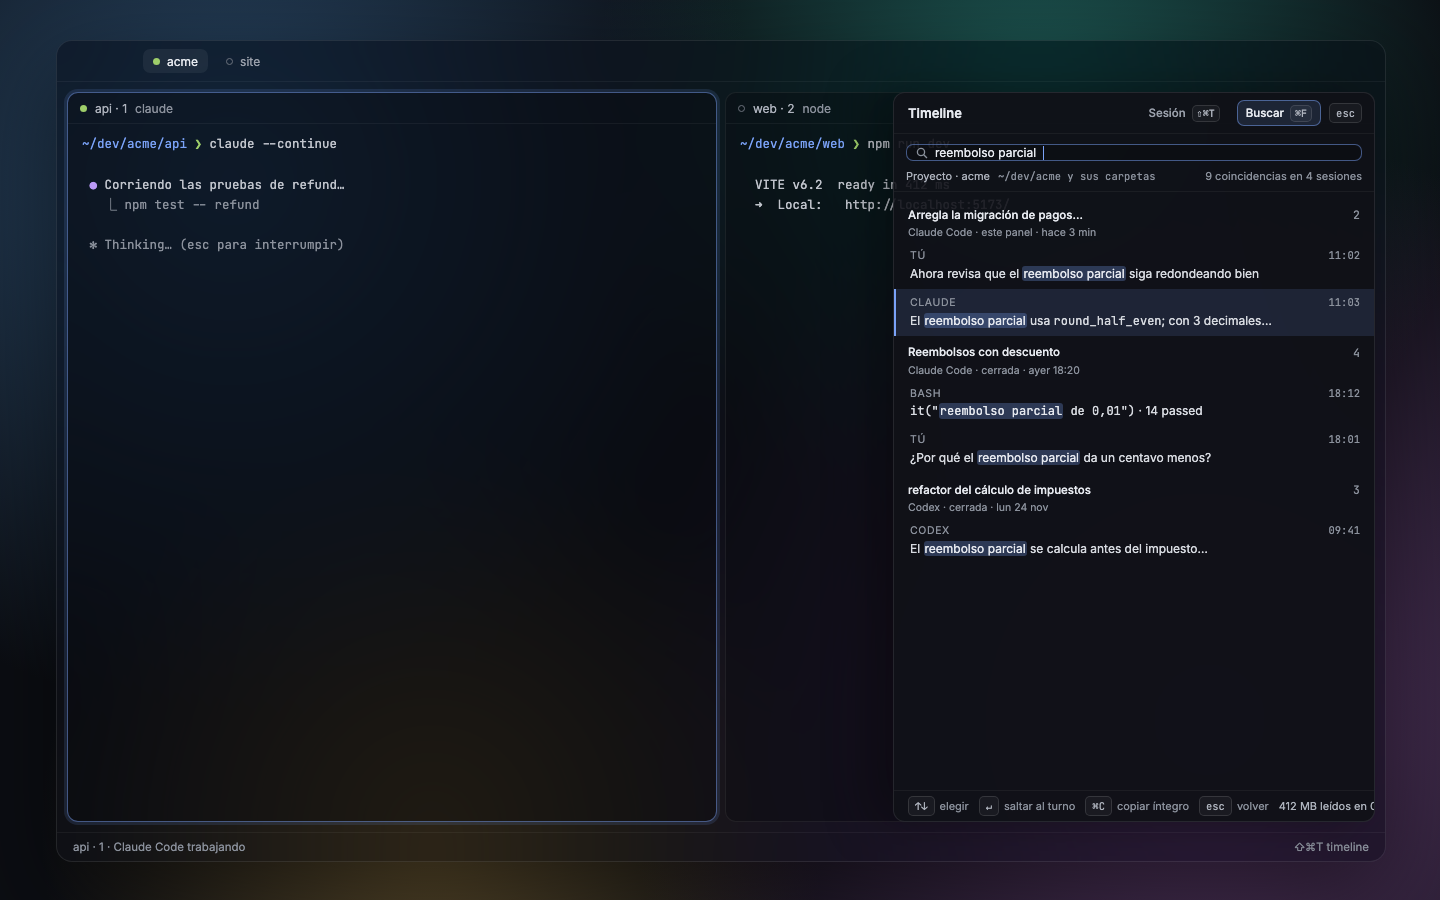 acme
site
api · 1 claude
~/dev/acme/api ❯ claude --continue
● Corriendo las pruebas de refund…
⎿ npm test -- refund
✻ Thinking… (esc para interrumpir)
web · 2 node
~/dev/acme/web ❯ npm run dev
VITE v6.2 ready in 412 ms
➜ Local: http://localhost:5173/
Timeline
Sesión ⇧⌘T
Buscar ⌘F
esc
reembolso parcial
Proyecto · acme ~/dev/acme y sus carpetas
9 coincidencias en 4 sesiones
Arregla la migración de pagos… 2
Claude Code · este panel · hace 3 min
TÚ 11:02
Ahora revisa que el reembolso parcial siga redondeando bien
CLAUDE 11:03
El reembolso parcial usa round_half_even; con 3 decimales…
Reembolsos con descuento 4
Claude Code · cerrada · ayer 18:20
BASH 18:12
it("reembolso parcial de 0,01") · 14 passed
TÚ 18:01
¿Por qué el reembolso parcial da un centavo menos?
refactor del cálculo de impuestos 3
Codex · cerrada · lun 24 nov
CODEX 09:41
El reembolso parcial se calcula antes del impuesto…
↑↓ elegir ↵ saltar al turno ⌘C copiar íntegro esc volver 412 MB leídos en
api · 1 · Claude Code trabajando
⇧⌘T timeline